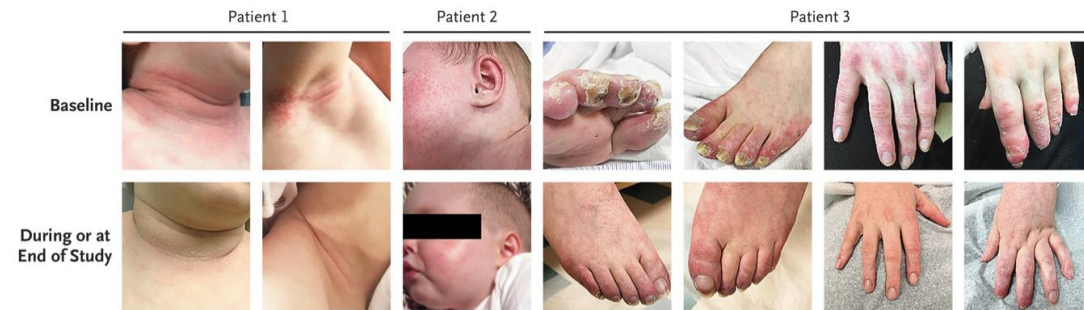 Patient 1
Patient 2
Patient 3
Baseline
During or at
End of Study